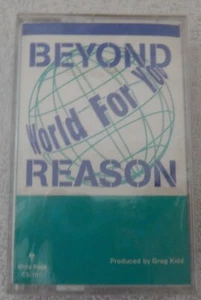 BEYOND
World For You
REASON
Produced by Greg Kidd